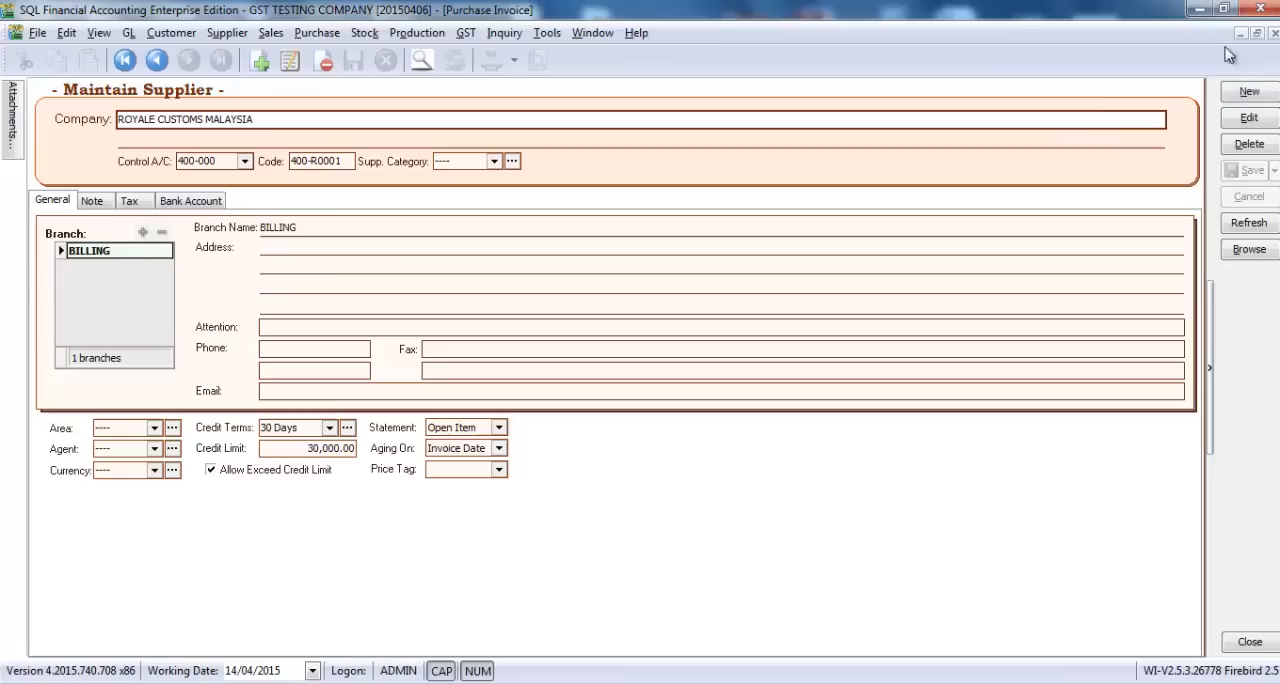 SQL Financial Accounting Enterprise Edition - GST TESTING COMPANY [20150406] - [Purchase Invoice]
File Edit View GL Customer Supplier Sales Purchase Stock Production GST Inquiry Tools Window Help
Attachments...
- Maintain Supplier -
Company: ROYALE CUSTOMS MALAYSIA
Control A/C: 400-000 Code: 400-R0001 Supp. Category: ----
General Note Tax Bank Account
Branch:
BILLING
1 branches
Branch Name: BILLING
Address:
Attention:
Phone: Fax:
Email:
Area: ---- Credit Terms: 30 Days Statement: Open Item
Agent: ---- Credit Limit: 30,000.00 Aging On: Invoice Date
Currency: ---- Allow Exceed Credit Limit Price Tag:
New
Edit
Delete
Save
Cancel
Refresh
Browse
Close
Version 4.2015.740.708 x86 Working Date: 14/04/2015 Logon: ADMIN CAP NUM WI-V2.5.3.26778 Firebird 2.5